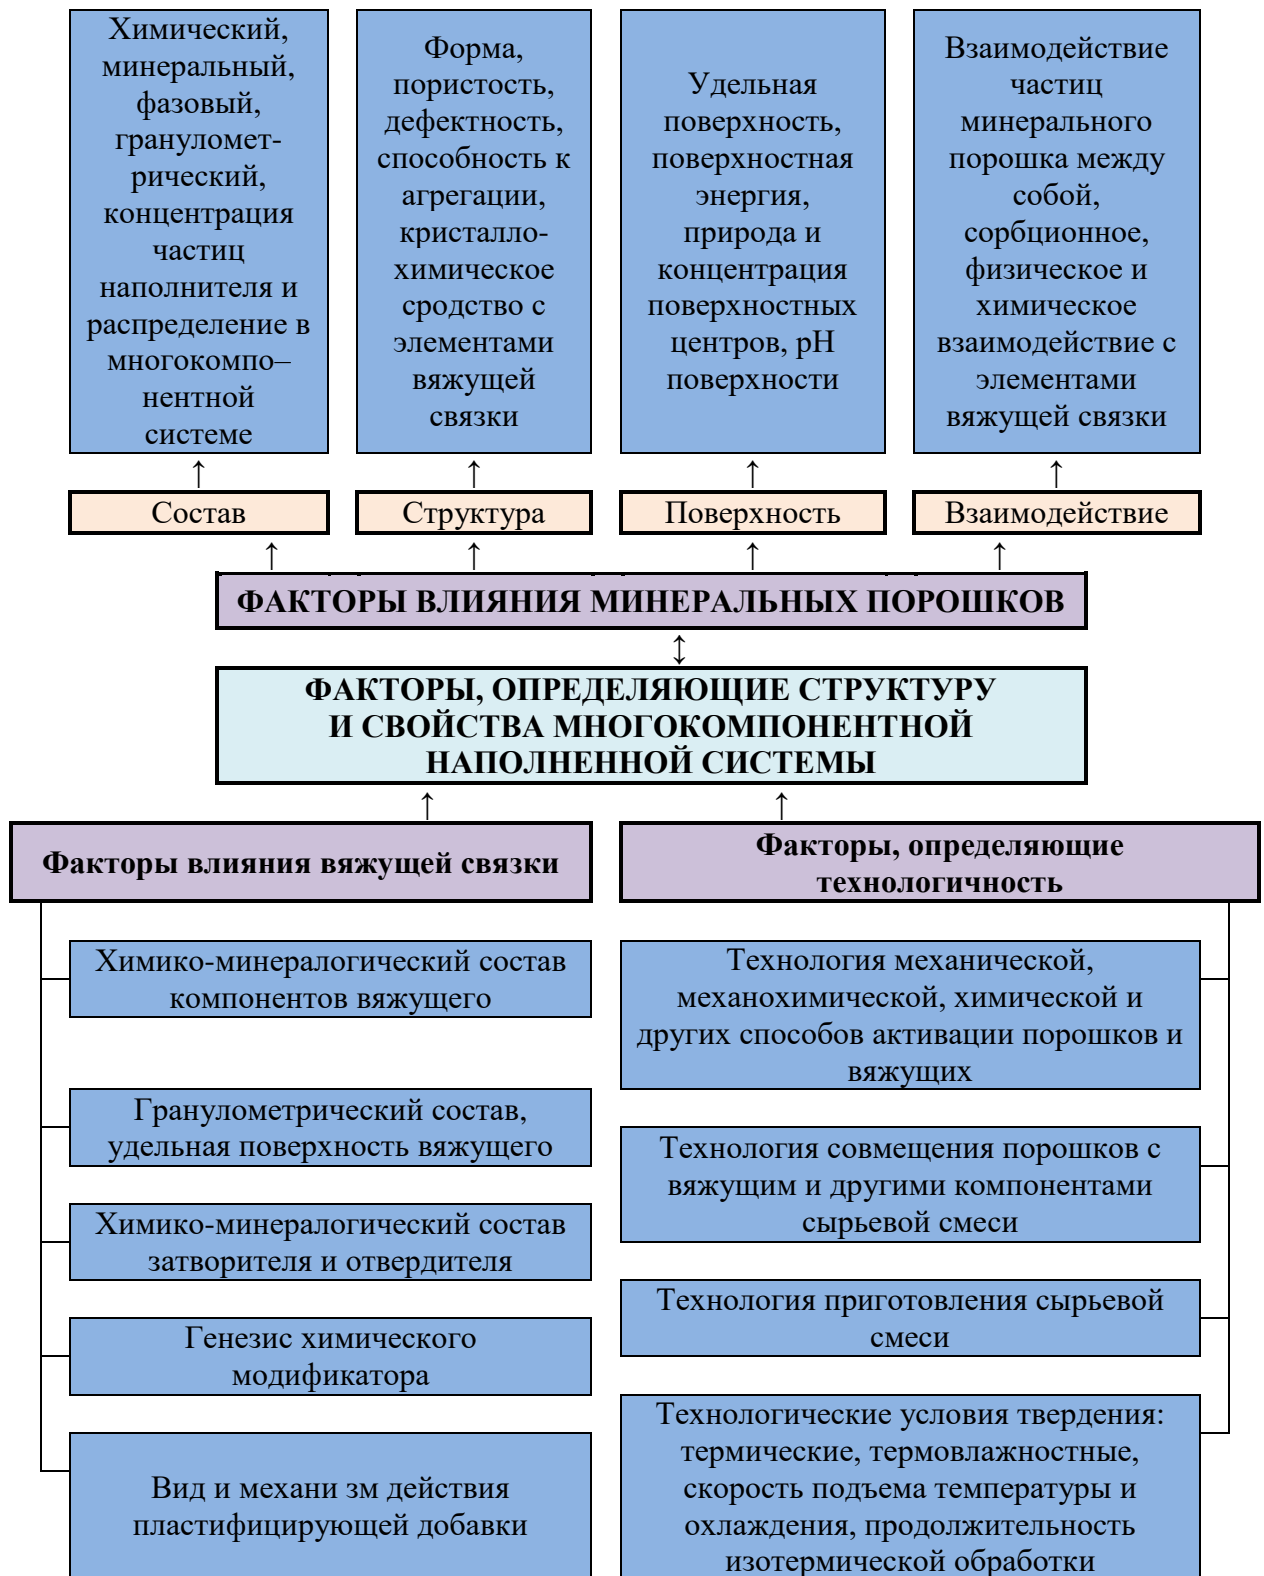 Химический,
минеральный,
фазовый,
грануломет-
рический,
концентрация
частиц
наполнителя и
распределение в
многокомпо–
нентной
системе
Форма,
пористость,
дефектность,
способность к
агрегации,
кристалло-
химическое
сродство с
элементами
вяжущей
связки
Удельная
поверхность,
поверхностная
энергия,
природа и
концентрация
поверхностных
центров, pH
поверхности
Взаимодействие
частиц
минерального
порошка между
собой,
сорбционное,
физическое и
химическое
взаимодействие с
элементами
вяжущей связки
↑ ↑ ↑ ↑
Состав
Структура
Поверхность
Взаимодействие
↑ ↑ ↑ ↑
ФАКТОРЫ ВЛИЯНИЯ МИНЕРАЛЬНЫХ ПОРОШКОВ
↕
ФАКТОРЫ, ОПРЕДЕЛЯЮЩИЕ СТРУКТУРУ
И СВОЙСТВА МНОГОКОМПОНЕНТНОЙ
НАПОЛНЕННОЙ СИСТЕМЫ
↑ ↑
Факторы влияния вяжущей связки
Химико-минералогический состав
компонентов вяжущего
Гранулометрический состав,
удельная поверхность вяжущего
Химико-минералогический состав
затворителя и отвердителя
Генезис химического
модификатора
Вид и механи зм действия
пластифицирующей добавки
Факторы, определяющие
технологичность
Технология механической,
механохимической, химической и
других способов активации порошков и
вяжущих
Технология совмещения порошков с
вяжущим и другими компонентами
сырьевой смеси
Технология приготовления сырьевой
смеси
Технологические условия твердения:
термические, термовлажностные,
скорость подъема температуры и
охлаждения, продолжительность
изотермической обработки